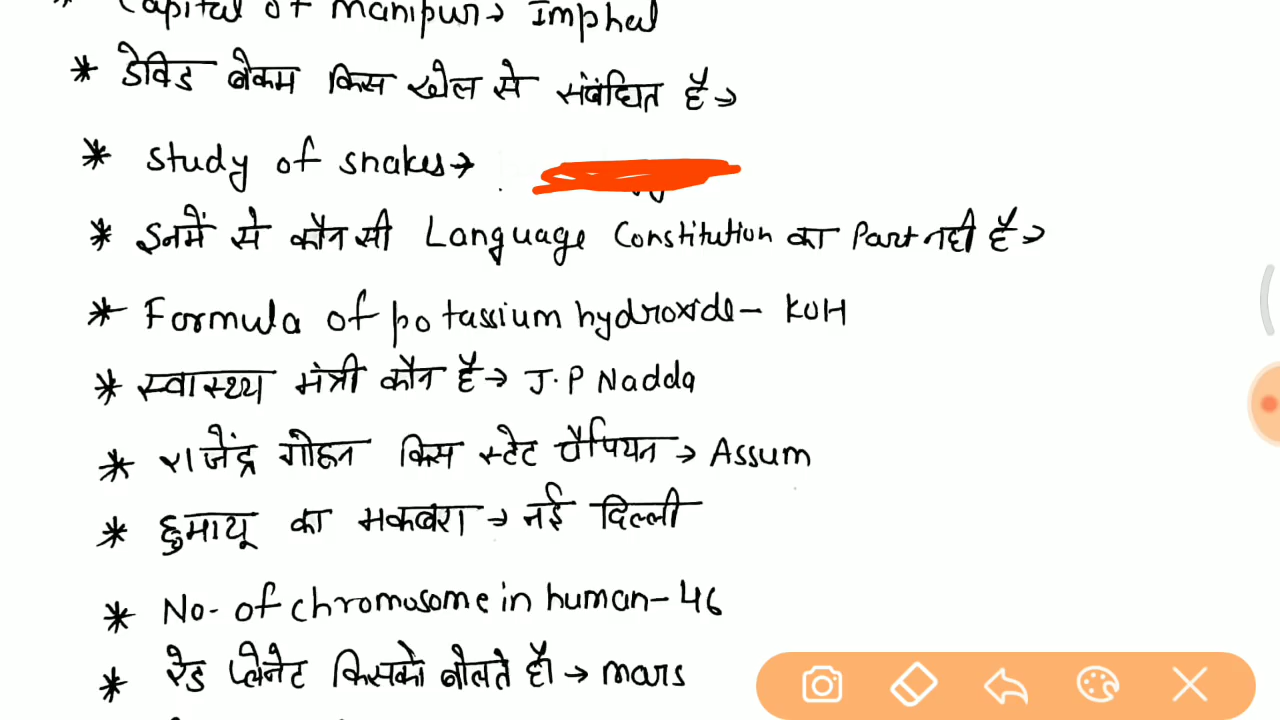 * Capital of manipur→ Imphal
* डेविड बेकम किस खेल से संबंधित है→
* study of snakes→
* इनमें से कौन सी Language Constitution का Part नही है→
* Formula of potassium hydroxide- KOH
* स्वास्थ्य मंत्री कौन है→ J.P Nadda
* राजेंद्र गोहन किस स्टेट चैंपियन→ Assum
* हुमायू का मकबरा→ नई दिल्ली
* No- of chromosome in human-46
* रेड प्लेनेट किसको बोलते है→ mars